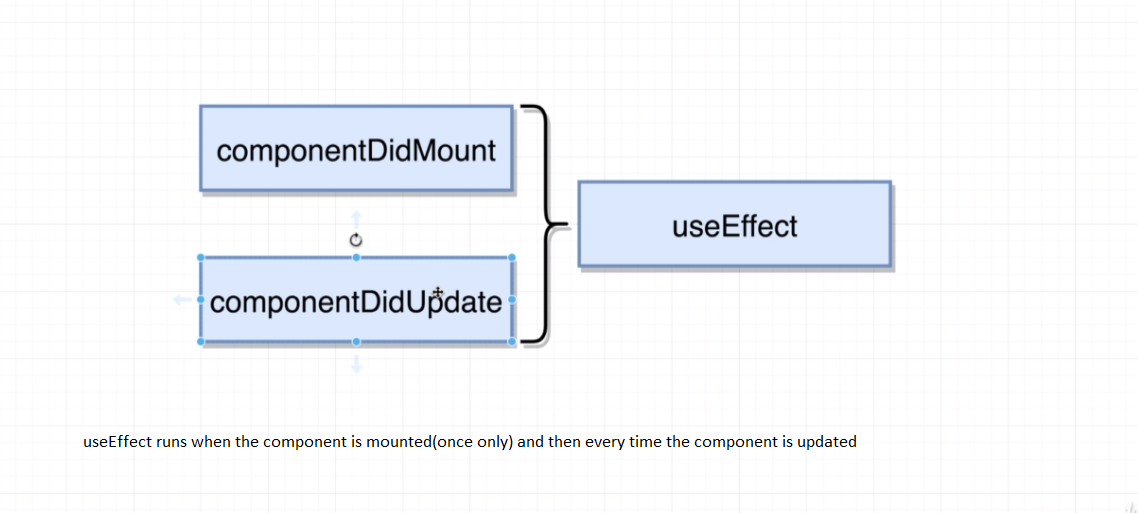 componentDidMount
useEffect
componentDidUpdate
useEffect runs when the component is mounted(once only) and then every time the component is updated